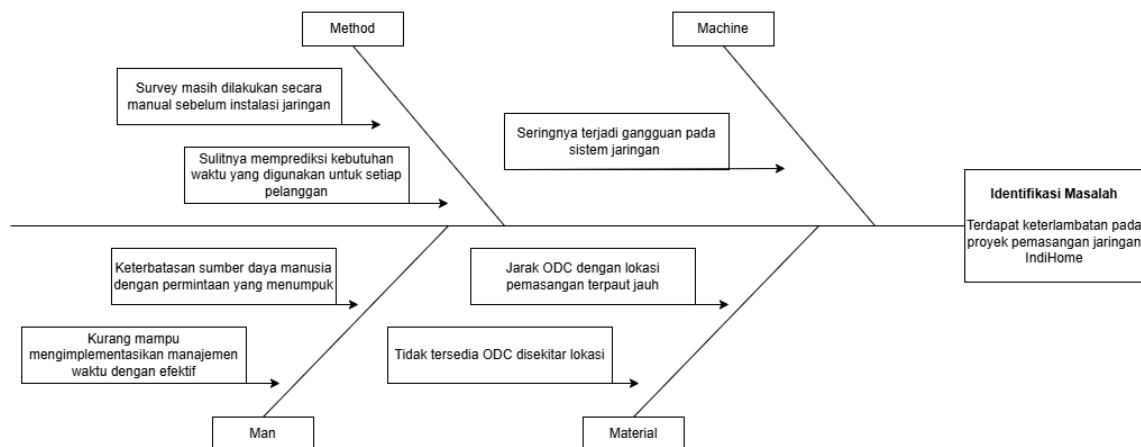 Method
Machine
Survey masih dilakukan secara
manual sebelum instalasi jaringan
Seringnya terjadi gangguan pada
sistem jaringan
Sulitnya memprediksi kebutuhan
waktu yang digunakan untuk setiap
pelanggan
Identifikasi Masalah
Terdapat keterlambatan pada
proyek pemasangan jaringan
IndiHome
Keterbatasan sumber daya manusia
dengan permintaan yang menumpuk
Jarak ODC dengan lokasi
pemasangan terpaut jauh
Kurang mampu
mengimplementasikan manajemen
waktu dengan efektif
Tidak tersedia ODC disekitar lokasi
Man
Material